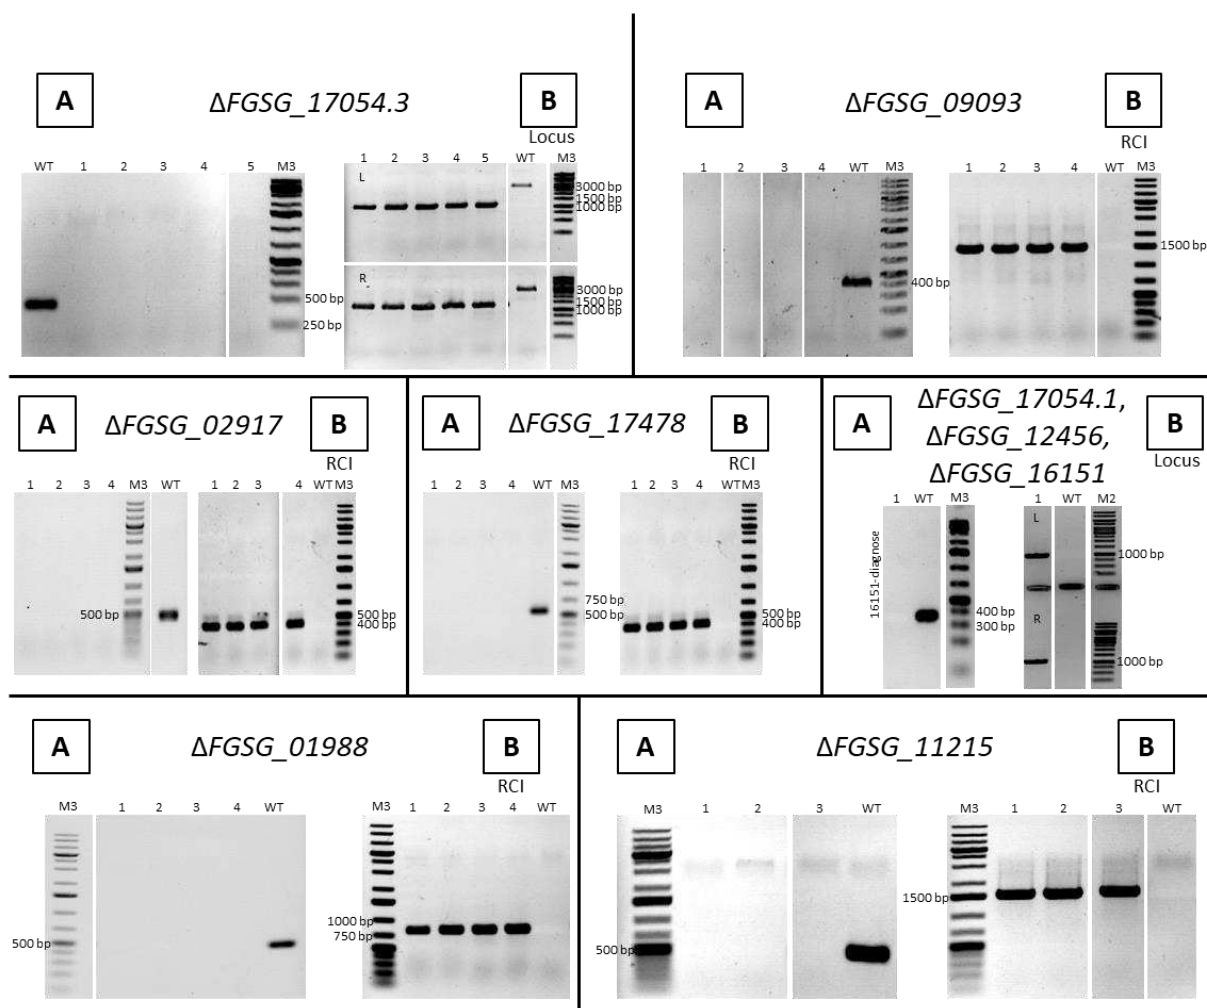 A ΔFGSG_17054.3 B
Locus
WT 1 2 3 4 5 M3
500 bp
250 bp
1 2 3 4 5 WT M3
L
3000 bp
1500 bp
1000 bp
R
3000 bp
1500 bp
1000 bp
A ΔFGSG_09093 B
RCI
1 2 3 4 WT M3
400 bp
1 2 3 4 WT M3
1500 bp
A ΔFGSG_02917 B
RCI
1 2 3 4 M3 WT
500 bp
1 2 3 4 WT M3
500 bp
400 bp
A ΔFGSG_17478 B
RCI
1 2 3 4 WT M3
750 bp
500 bp
1 2 3 4 WT M3
500 bp
400 bp
A ΔFGSG_17054.1, B
ΔFGSG_12456,
ΔFGSG_16151
Locus
1 WT M3
16151-diagnose
400 bp
300 bp
1 WT M2
L
1000 bp
R
1000 bp
A ΔFGSG_01988 B
RCI
M3 1 2 3 4 WT
500 bp
M3 1 2 3 4 WT
1000 bp
750 bp
A ΔFGSG_11215 B
RCI
M3 1 2 3 WT
500 bp
M3 1 2 3 WT
1500 bp